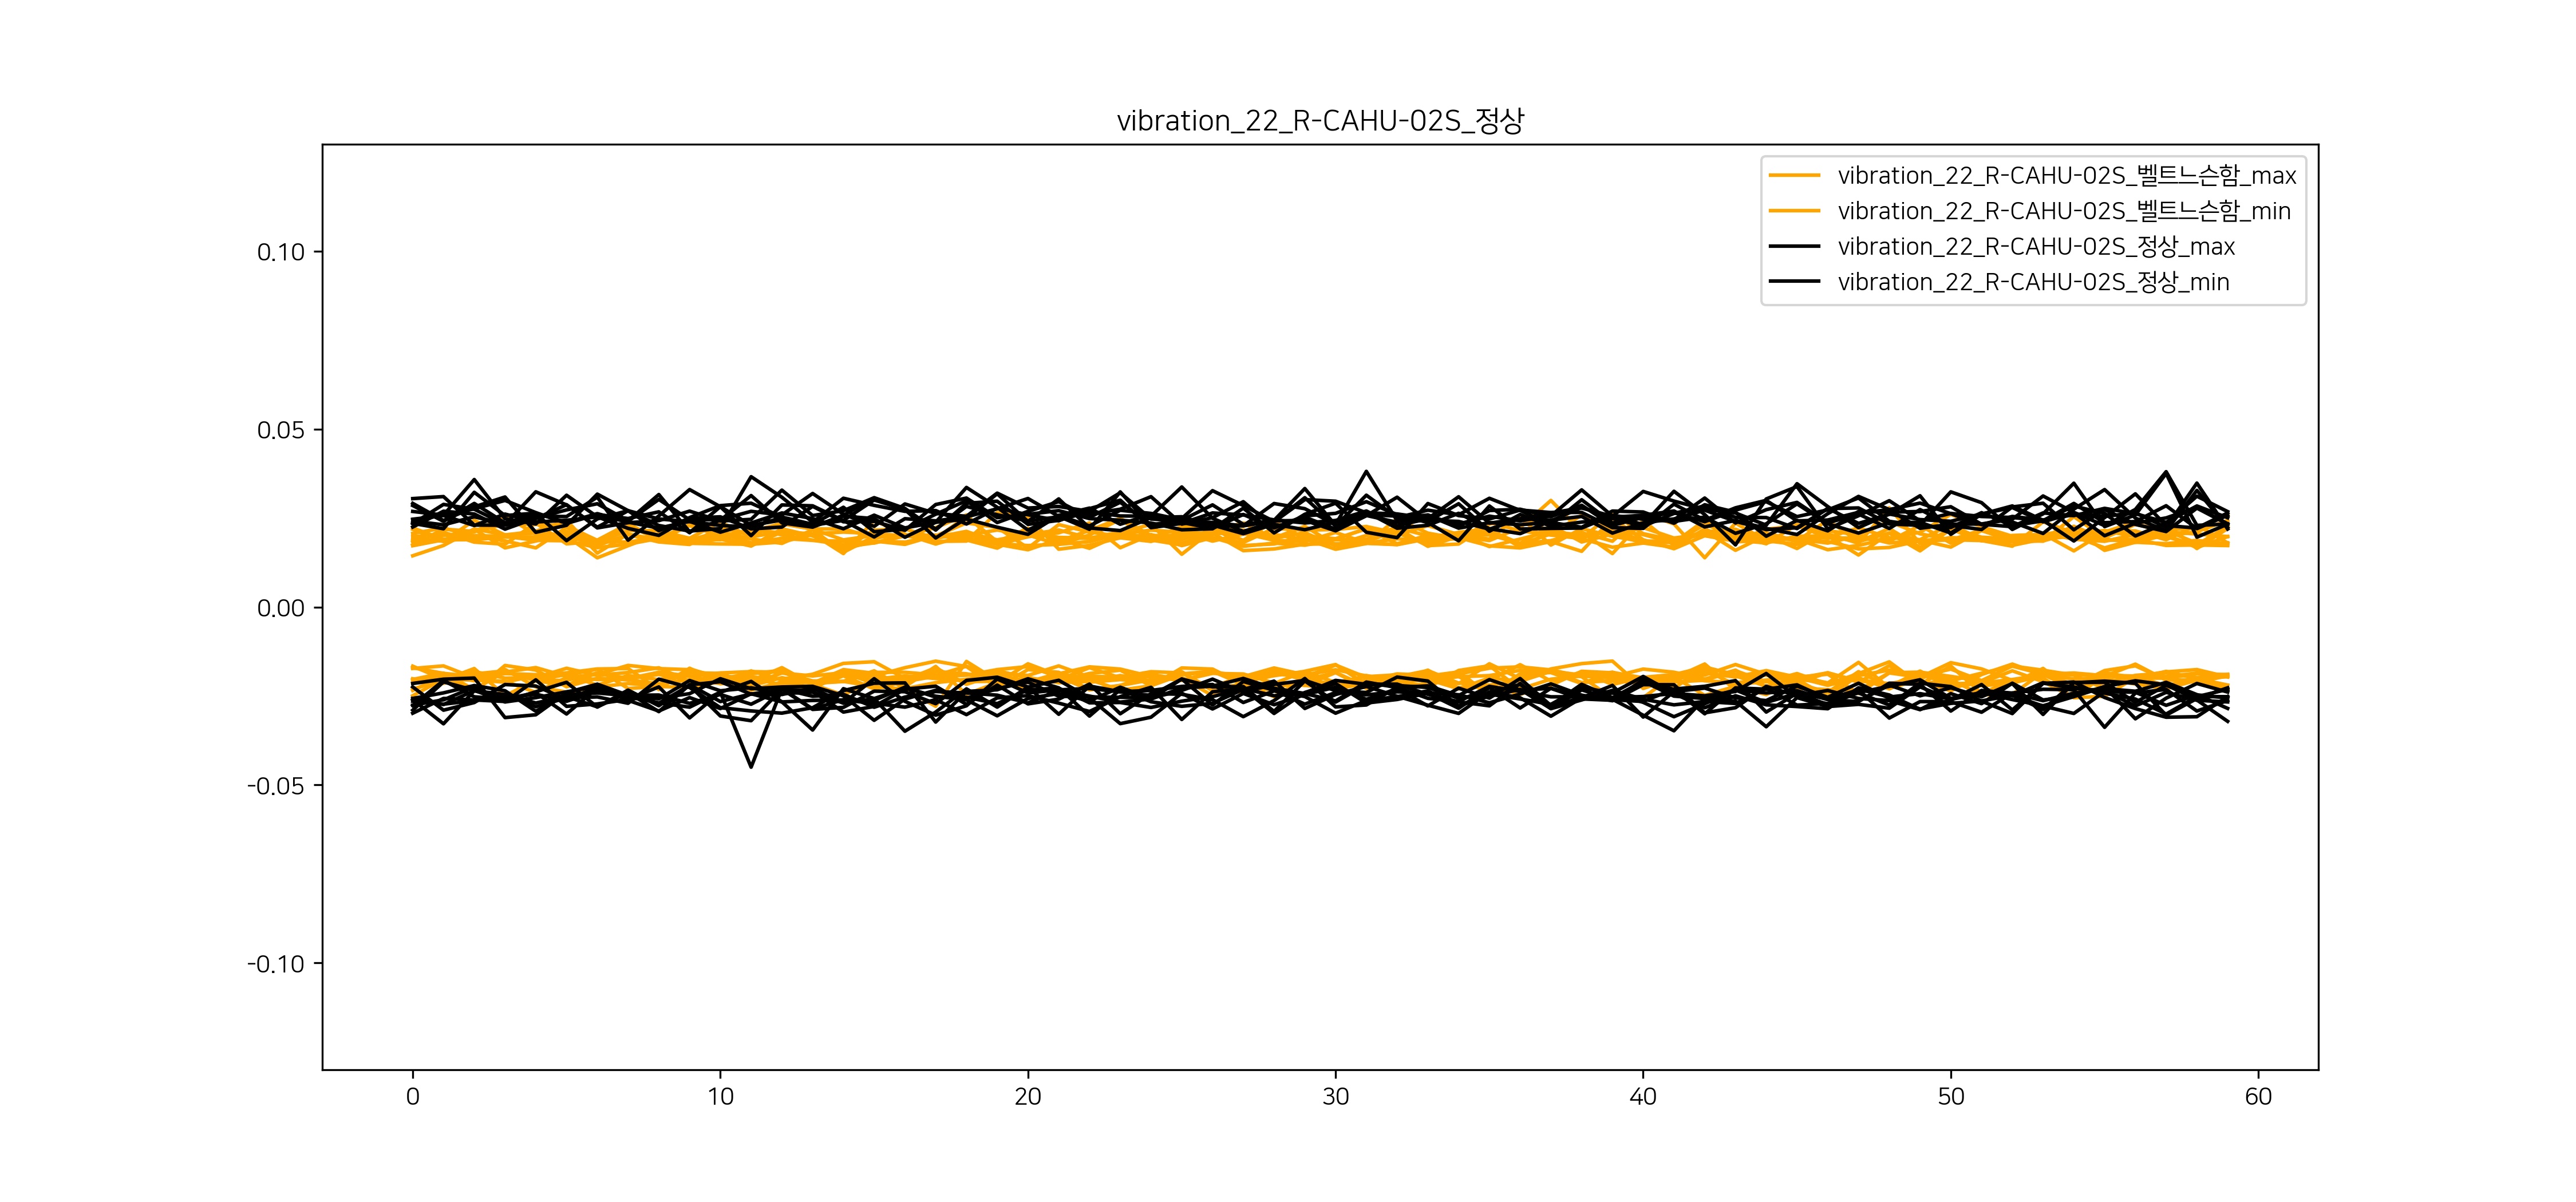 vibration_22_R-CAHU-02S_정상
vibration_22_R-CAHU-02S_벨트느슨함_max
vibration_22_R-CAHU-02S_벨트느슨함_min
vibration_22_R-CAHU-02S_정상_max
vibration_22_R-CAHU-02S_정상_min
0.10
0.05
0.00
-0.05
-0.10
0 10 20 30 40 50 60